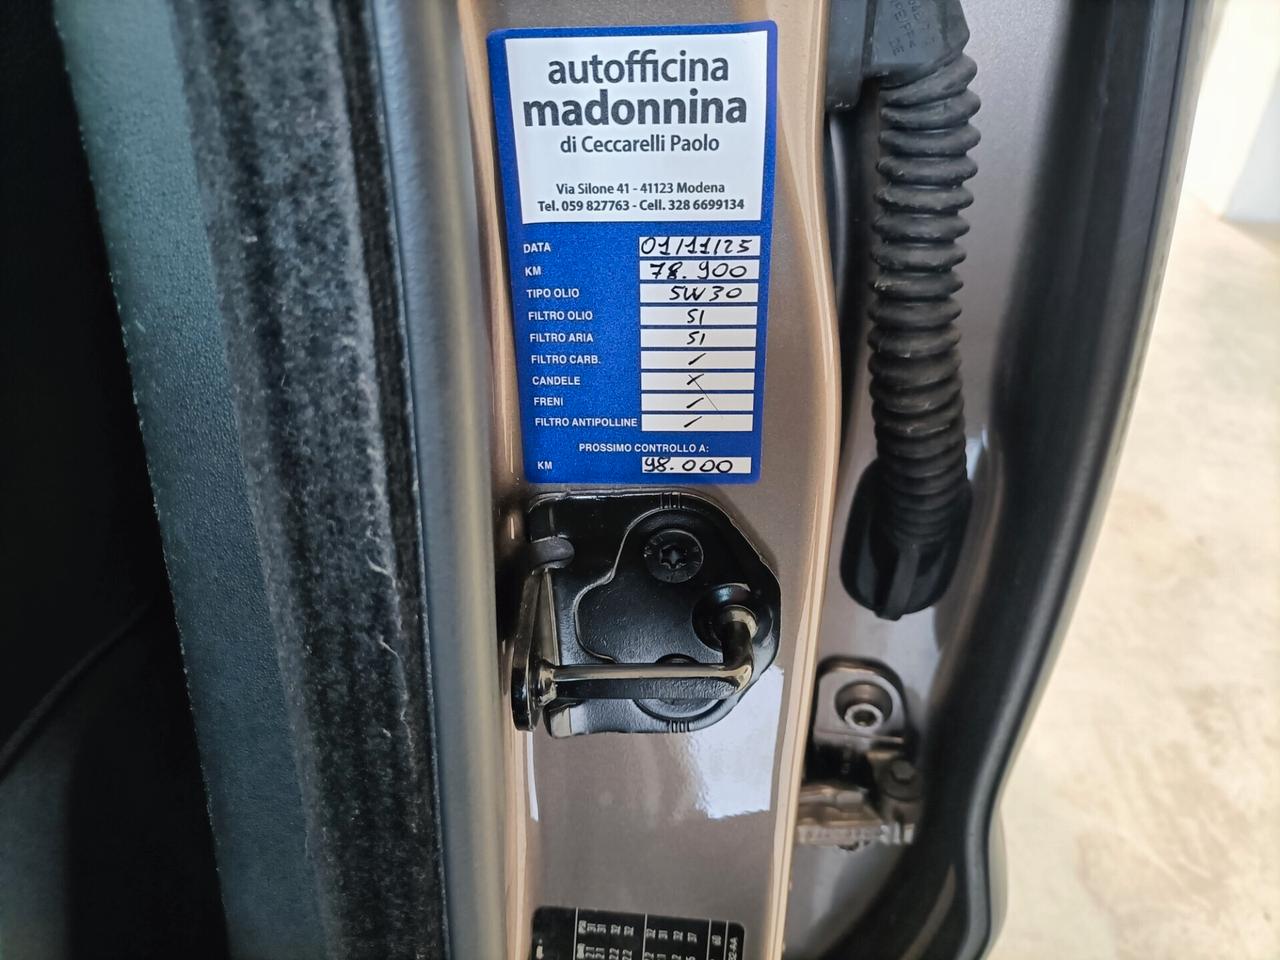 autofficina
madonnina
di Ceccarelli Paolo
Via Silone 41 - 41123 Modena
Tel. 059 827763 - Cell. 328 6699134
DATA 01/11/25
KM 78.900
TIPO OLIO 5W30
FILTRO OLIO SI
FILTRO ARIA SI
FILTRO CARB. /
CANDELE X
FRENI /
FILTRO ANTIPOLLINE /
PROSSIMO CONTROLLO A:
KM 98.000